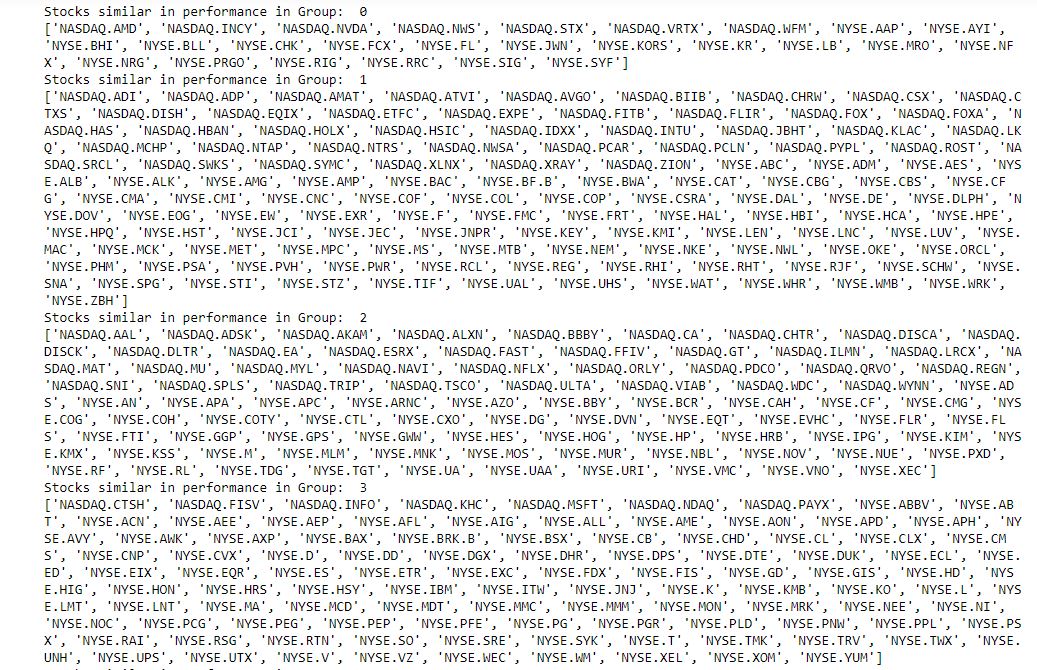 Stocks similar in performance in Group:  0
['NASDAQ.AMD', 'NASDAQ.INCY', 'NASDAQ.NVDA', 'NASDAQ.NWS', 'NASDAQ.STX', 'NASDAQ.VRTX', 'NASDAQ.WFM', 'NYSE.AAP', 'NYSE.AYI',
'NYSE.BHI', 'NYSE.BLL', 'NYSE.CHK', 'NYSE.FCX', 'NYSE.FL', 'NYSE.JWN', 'NYSE.KORS', 'NYSE.KR', 'NYSE.LB', 'NYSE.MRO', 'NYSE.NF
X', 'NYSE.NRG', 'NYSE.PRGO', 'NYSE.RIG', 'NYSE.RRC', 'NYSE.SIG', 'NYSE.SYF']
Stocks similar in performance in Group:  1
['NASDAQ.ADI', 'NASDAQ.ADP', 'NASDAQ.AMAT', 'NASDAQ.ATVI', 'NASDAQ.AVGO', 'NASDAQ.BIIB', 'NASDAQ.CHRW', 'NASDAQ.CSX', 'NASDAQ.C
TXS', 'NASDAQ.DISH', 'NASDAQ.EQIX', 'NASDAQ.ETFC', 'NASDAQ.EXPE', 'NASDAQ.FITB', 'NASDAQ.FLIR', 'NASDAQ.FOX', 'NASDAQ.FOXA', 'N
ASDAQ.HAS', 'NASDAQ.HBAN', 'NASDAQ.HOLX', 'NASDAQ.HSIC', 'NASDAQ.IDXX', 'NASDAQ.INTU', 'NASDAQ.JBHT', 'NASDAQ.KLAC', 'NASDAQ.LK
Q', 'NASDAQ.MCHP', 'NASDAQ.NTAP', 'NASDAQ.NTRS', 'NASDAQ.NWSA', 'NASDAQ.PCAR', 'NASDAQ.PCLN', 'NASDAQ.PYPL', 'NASDAQ.ROST', 'NA
SDAQ.SRCL', 'NASDAQ.SWKS', 'NASDAQ.SYMC', 'NASDAQ.XLNX', 'NASDAQ.XRAY', 'NASDAQ.ZION', 'NYSE.ABC', 'NYSE.ADM', 'NYSE.AES', 'NYS
E.ALB', 'NYSE.ALK', 'NYSE.AMG', 'NYSE.AMP', 'NYSE.BAC', 'NYSE.BF.B', 'NYSE.BWA', 'NYSE.CAT', 'NYSE.CBG', 'NYSE.CBS', 'NYSE.CF
G', 'NYSE.CMA', 'NYSE.CMI', 'NYSE.CNC', 'NYSE.COF', 'NYSE.COL', 'NYSE.COP', 'NYSE.CSRA', 'NYSE.DAL', 'NYSE.DE', 'NYSE.DLPH', 'N
YSE.DOV', 'NYSE.EOG', 'NYSE.EW', 'NYSE.EXR', 'NYSE.F', 'NYSE.FMC', 'NYSE.FRT', 'NYSE.HAL', 'NYSE.HBI', 'NYSE.HCA', 'NYSE.HPE',
'NYSE.HPQ', 'NYSE.HST', 'NYSE.JCI', 'NYSE.JEC', 'NYSE.JNPR', 'NYSE.KEY', 'NYSE.KMI', 'NYSE.LEN', 'NYSE.LNC', 'NYSE.LUV', 'NYSE.
MAC', 'NYSE.MCK', 'NYSE.MET', 'NYSE.MPC', 'NYSE.MS', 'NYSE.MTB', 'NYSE.NEM', 'NYSE.NKE', 'NYSE.NWL', 'NYSE.OKE', 'NYSE.ORCL',
'NYSE.PHM', 'NYSE.PSA', 'NYSE.PVH', 'NYSE.PWR', 'NYSE.RCL', 'NYSE.REG', 'NYSE.RHI', 'NYSE.RHT', 'NYSE.RJF', 'NYSE.SCHW', 'NYSE.
SNA', 'NYSE.SPG', 'NYSE.STI', 'NYSE.STZ', 'NYSE.TIF', 'NYSE.UAL', 'NYSE.UHS', 'NYSE.WAT', 'NYSE.WHR', 'NYSE.WMB', 'NYSE.WRK',
'NYSE.ZBH']
Stocks similar in performance in Group:  2
['NASDAQ.AAL', 'NASDAQ.ADSK', 'NASDAQ.AKAM', 'NASDAQ.ALXN', 'NASDAQ.BBBY', 'NASDAQ.CA', 'NASDAQ.CHTR', 'NASDAQ.DISCA', 'NASDAQ.
DISCK', 'NASDAQ.DLTR', 'NASDAQ.EA', 'NASDAQ.ESRX', 'NASDAQ.FAST', 'NASDAQ.FFIV', 'NASDAQ.GT', 'NASDAQ.ILMN', 'NASDAQ.LRCX', 'NA
SDAQ.MAT', 'NASDAQ.MU', 'NASDAQ.MYL', 'NASDAQ.NAVI', 'NASDAQ.NFLX', 'NASDAQ.ORLY', 'NASDAQ.PDCO', 'NASDAQ.QRVO', 'NASDAQ.REGN',
'NASDAQ.SNI', 'NASDAQ.SPLS', 'NASDAQ.TRIP', 'NASDAQ.TSCO', 'NASDAQ.ULTA', 'NASDAQ.VIAB', 'NASDAQ.WDC', 'NASDAQ.WYNN', 'NYSE.AD
S', 'NYSE.AN', 'NYSE.APA', 'NYSE.APC', 'NYSE.ARNC', 'NYSE.AZO', 'NYSE.BBY', 'NYSE.BCR', 'NYSE.CAH', 'NYSE.CF', 'NYSE.CMG', 'NYS
E.COG', 'NYSE.COH', 'NYSE.COTY', 'NYSE.CTL', 'NYSE.CXO', 'NYSE.DG', 'NYSE.DVN', 'NYSE.EQT', 'NYSE.EVHC', 'NYSE.FLR', 'NYSE.FL
S', 'NYSE.FTI', 'NYSE.GGP', 'NYSE.GPS', 'NYSE.GWW', 'NYSE.HES', 'NYSE.HOG', 'NYSE.HP', 'NYSE.HRB', 'NYSE.IPG', 'NYSE.KIM', 'NYS
E.KMX', 'NYSE.KSS', 'NYSE.M', 'NYSE.MLM', 'NYSE.MNK', 'NYSE.MOS', 'NYSE.MUR', 'NYSE.NBL', 'NYSE.NOV', 'NYSE.NUE', 'NYSE.PXD',
'NYSE.RF', 'NYSE.RL', 'NYSE.TDG', 'NYSE.TGT', 'NYSE.UA', 'NYSE.UAA', 'NYSE.URI', 'NYSE.VMC', 'NYSE.VNO', 'NYSE.XEC']
Stocks similar in performance in Group:  3
['NASDAQ.CTSH', 'NASDAQ.FISV', 'NASDAQ.INFO', 'NASDAQ.KHC', 'NASDAQ.MSFT', 'NASDAQ.NDAQ', 'NASDAQ.PAYX', 'NYSE.ABBV', 'NYSE.AB
T', 'NYSE.ACN', 'NYSE.AEE', 'NYSE.AEP', 'NYSE.AFL', 'NYSE.AIG', 'NYSE.ALL', 'NYSE.AME', 'NYSE.AON', 'NYSE.APD', 'NYSE.APH', 'NY
SE.AVY', 'NYSE.AWK', 'NYSE.AXP', 'NYSE.BAX', 'NYSE.BRK.B', 'NYSE.BSX', 'NYSE.CB', 'NYSE.CHD', 'NYSE.CL', 'NYSE.CLX', 'NYSE.CM
S', 'NYSE.CNP', 'NYSE.CVX', 'NYSE.D', 'NYSE.DD', 'NYSE.DGX', 'NYSE.DHR', 'NYSE.DPS', 'NYSE.DTE', 'NYSE.DUK', 'NYSE.ECL', 'NYSE.
ED', 'NYSE.EIX', 'NYSE.EQR', 'NYSE.ES', 'NYSE.ETR', 'NYSE.EXC', 'NYSE.FDX', 'NYSE.FIS', 'NYSE.GD', 'NYSE.GIS', 'NYSE.HD', 'NYS
E.HIG', 'NYSE.HON', 'NYSE.HRS', 'NYSE.HSY', 'NYSE.IBM', 'NYSE.ITW', 'NYSE.JNJ', 'NYSE.K', 'NYSE.KMB', 'NYSE.KO', 'NYSE.L', 'NYS
E.LMT', 'NYSE.LNT', 'NYSE.MA', 'NYSE.MCD', 'NYSE.MDT', 'NYSE.MMC', 'NYSE.MMM', 'NYSE.MON', 'NYSE.MRK', 'NYSE.NEE', 'NYSE.NI',
'NYSE.NOC', 'NYSE.PCG', 'NYSE.PEG', 'NYSE.PEP', 'NYSE.PFE', 'NYSE.PG', 'NYSE.PGR', 'NYSE.PLD', 'NYSE.PNW', 'NYSE.PPL', 'NYSE.PS
X', 'NYSE.RAI', 'NYSE.RSG', 'NYSE.RTN', 'NYSE.SO', 'NYSE.SRE', 'NYSE.SYK', 'NYSE.T', 'NYSE.TMK', 'NYSE.TRV', 'NYSE.TWX', 'NYSE.
UNH', 'NYSE.UPS', 'NYSE.UTX', 'NYSE.V', 'NYSE.VZ', 'NYSE.WEC', 'NYSE.WM', 'NYSE.XEL', 'NYSE.XOM', 'NYSE.YUM']